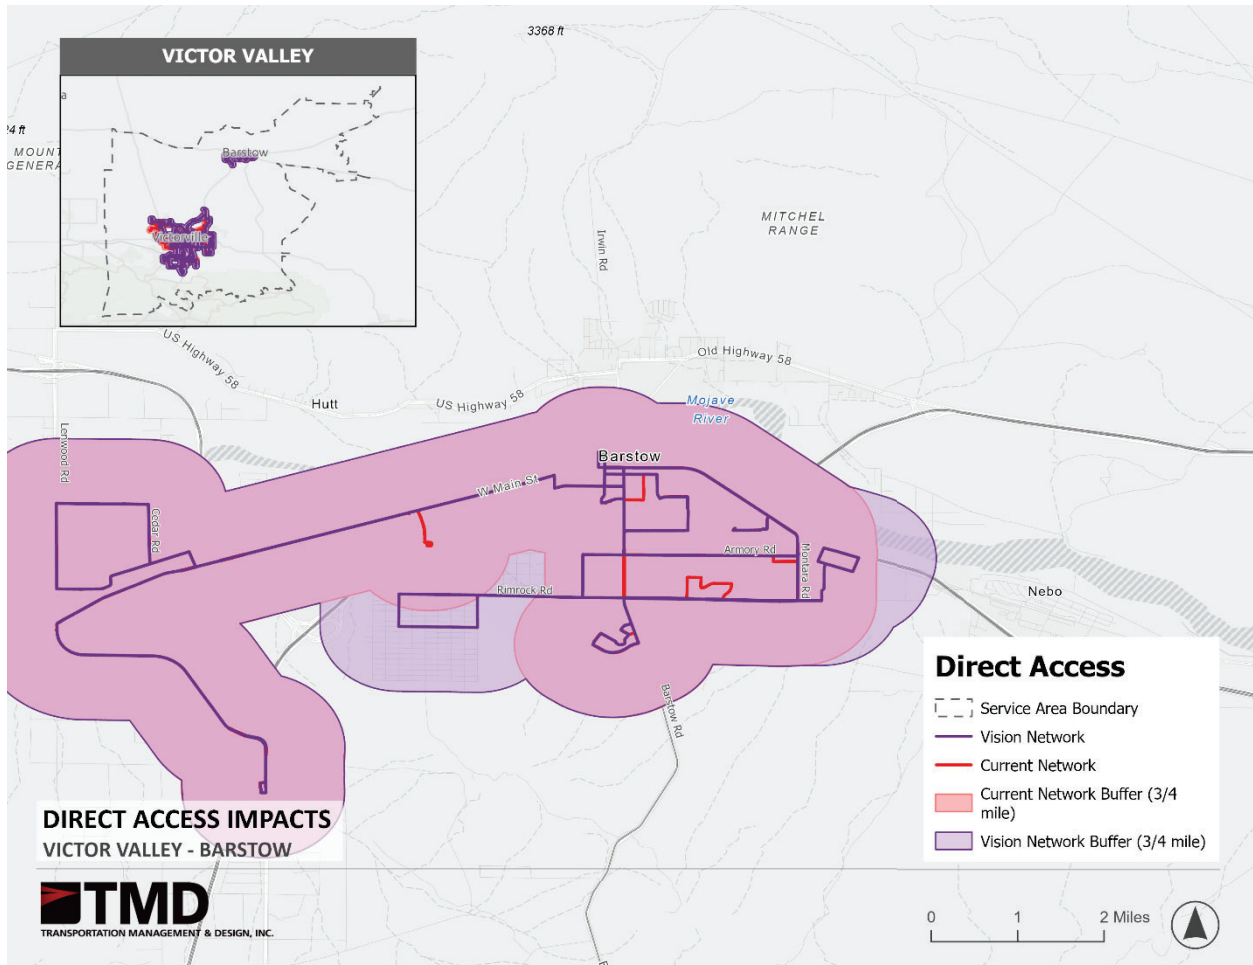 3368 ft
VICTOR VALLEY
a
Barstow
Victorville
24 ft
MOUNT
GENERA
MITCHEL
RANGE
Irwin Rd
US Highway 58
Old Highway 58
Hutt
US Highway 58
Mojave
River
Lenwood Rd
Barstow
W Main St
Cedar Rd
Armory Rd
Montara Rd
Rimrock Rd
Nebo
Barstow Rd
Direct Access
Service Area Boundary
Vision Network
Current Network
Current Network Buffer (3/4
mile)
Vision Network Buffer (3/4 mile)
DIRECT ACCESS IMPACTS
VICTOR VALLEY - BARSTOW
TMD
TRANSPORTATION MANAGEMENT & DESIGN, INC.
0 1 2 Miles